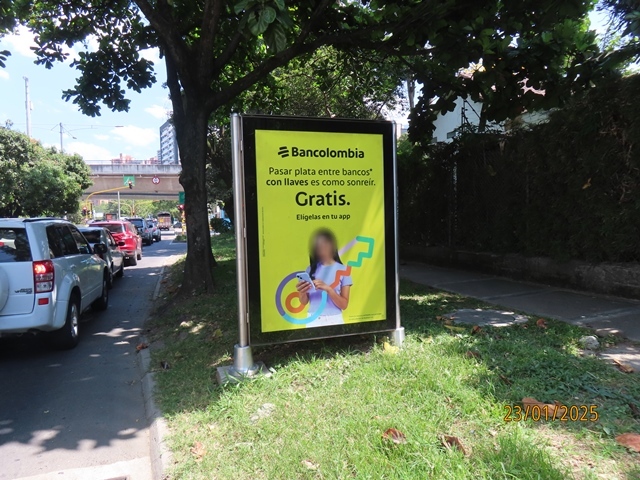 Bancolombia
Pasar plata entre bancos*
con llaves es como sonreír.
Gratis.
Elígelas en tu app
23/01/2025